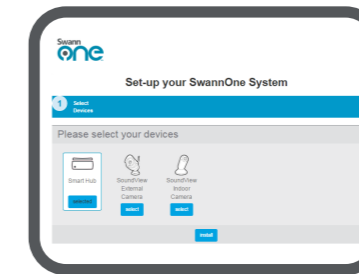 Swann
one
Set-up your SwannOne System
1
Select
Devices
Please select your devices
Smart Hub
selected
SoundView
External
Camera
select
SoundView
Indoor
Camera
select
install